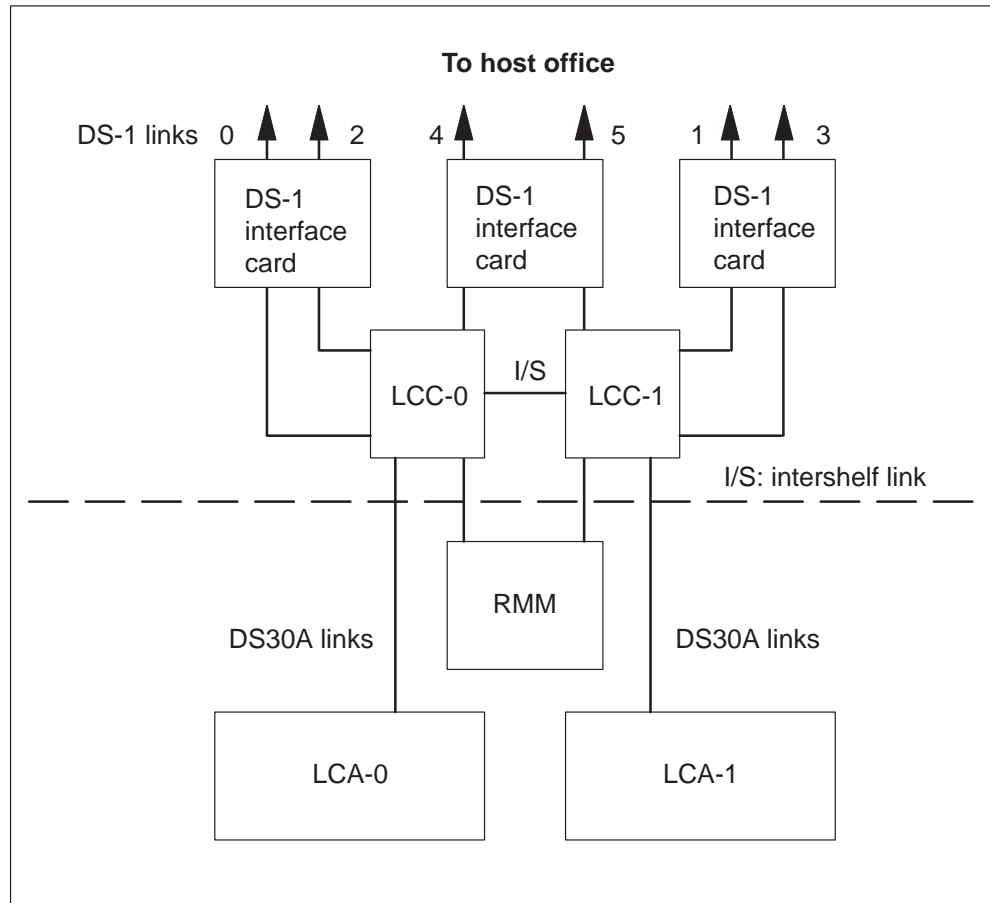 To host office
DS-1 links 0 2 4 5 1 3
DS-1
interface
card
DS-1
interface
card
DS-1
interface
card
I/S
LCC-0
LCC-1
I/S: intershelf link
RMM
DS30A links
DS30A links
LCA-0
LCA-1